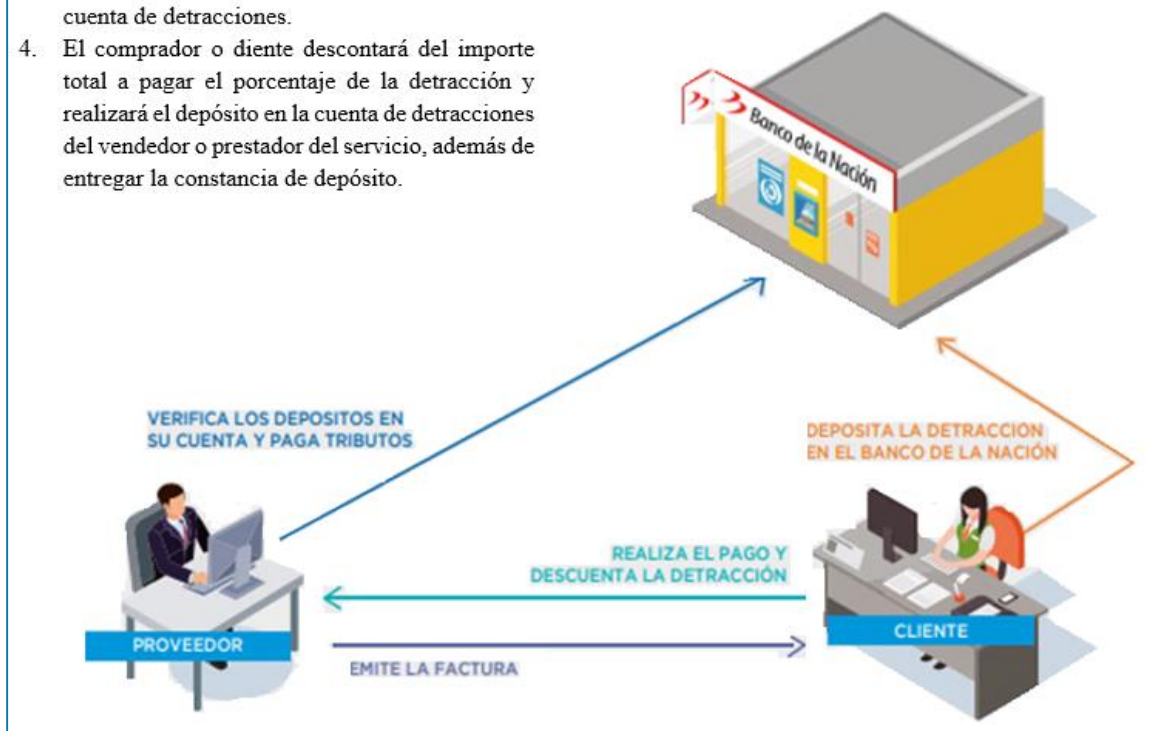 cuenta de detracciones.
4. El comprador o diente descontará del importe
total a pagar el porcentaje de la detracción y
realizará el depósito en la cuenta de detracciones
del vendedor o prestador del servicio, además de
entregar la constancia de depósito.
Banco de la Nación
VERIFICA LOS DEPOSITOS EN
SU CUENTA Y PAGA TRIBUTOS
DEPOSITA LA DETRACCION
EN EL BANCO DE LA NACIÓN
REALIZA EL PAGO Y
DESCUENTA LA DETRACCIÓN
PROVEEDOR
CLIENTE
EMITE LA FACTURA